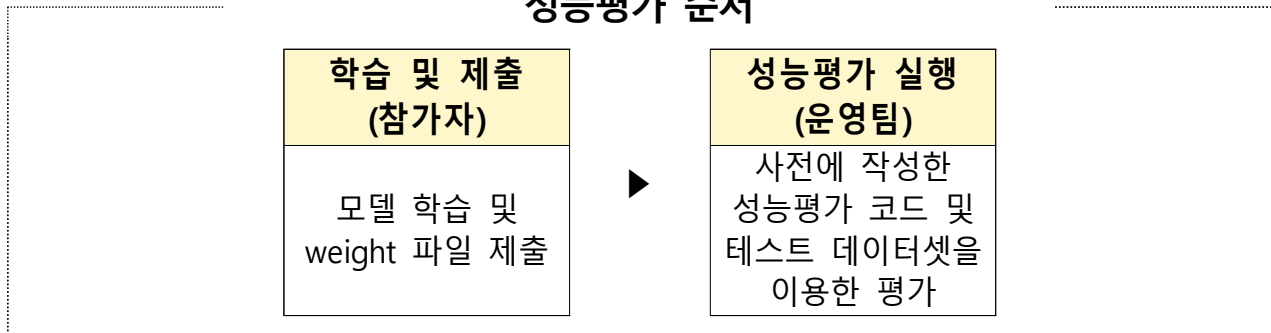 성능평가 순서
학습 및 제출
(참가자)
성능평가 실행
(운영팀)
모델 학습 및
weight 파일 제출
▶
사전에 작성한
성능평가 코드 및
테스트 데이터셋을
이용한 평가